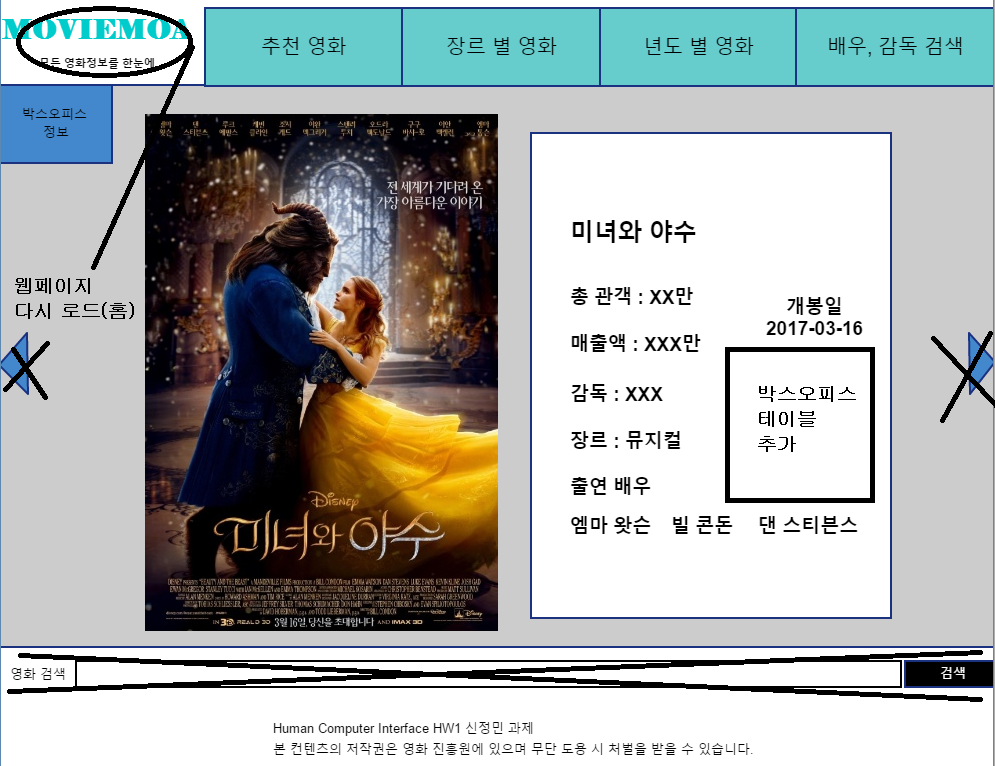 MOVIEMOA
모든 영화정보를 한눈에
추천 영화
장르 별 영화
년도 별 영화
배우, 감독 검색
박스오피스
정보
웹페이지
다시 로드(홈)
전 세계가 기다려 온
가장 아름다운 이야기
Disney
미녀와 야수
3월 16일, 당신을 초대합니다
AND IMAX 3D
미녀와 야수
총 관객 : XX만
개봉일
2017-03-16
매출액 : XXX만
감독 : XXX
장르 : 뮤지컬
박스오피스
테이블
추가
출연 배우
엠마 왓슨 빌 콘돈 댄 스티븐스
영화 검색
검색
Human Computer Interface HW1 신정민 과제
본 컨텐츠의 저작권은 영화 진흥원에 있으며 무단 도용 시 처벌을 받을 수 있습니다.